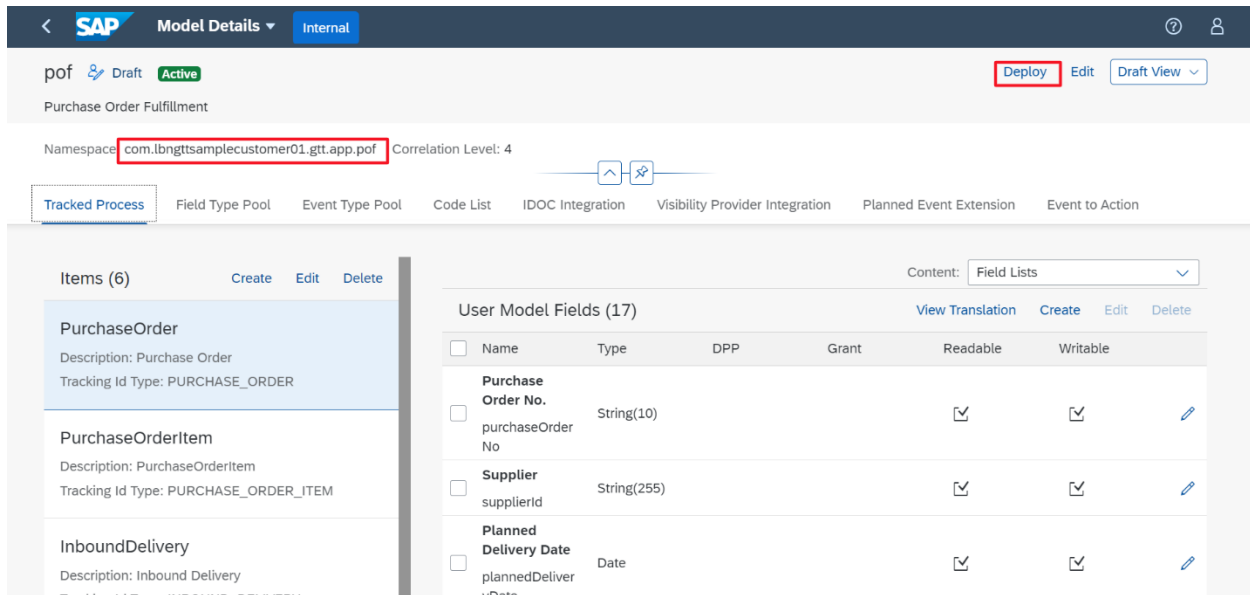 SAP Model Details Internal
pof Draft Active Deploy Edit Draft View
Purchase Order Fulfillment
Namespace com.lbngttsamplecustomer01.gtt.app.pof Correlation Level: 4
Tracked Process Field Type Pool Event Type Pool Code List IDOC Integration Visibility Provider Integration Planned Event Extension Event to Action
Items (6) Create Edit Delete
PurchaseOrder
Description: Purchase Order
Tracking Id Type: PURCHASE_ORDER
PurchaseOrderItem
Description: PurchaseOrderItem
Tracking Id Type: PURCHASE_ORDER_ITEM
InboundDelivery
Description: Inbound Delivery
Content: Field Lists
User Model Fields (17) View Translation Create Edit Delete
Name Type DPP Grant Readable Writable
Purchase
Order No.
purchaseOrder
No
String(10)
Supplier
supplierId
String(255)
Planned
Delivery Date
plannedDeliver
Date